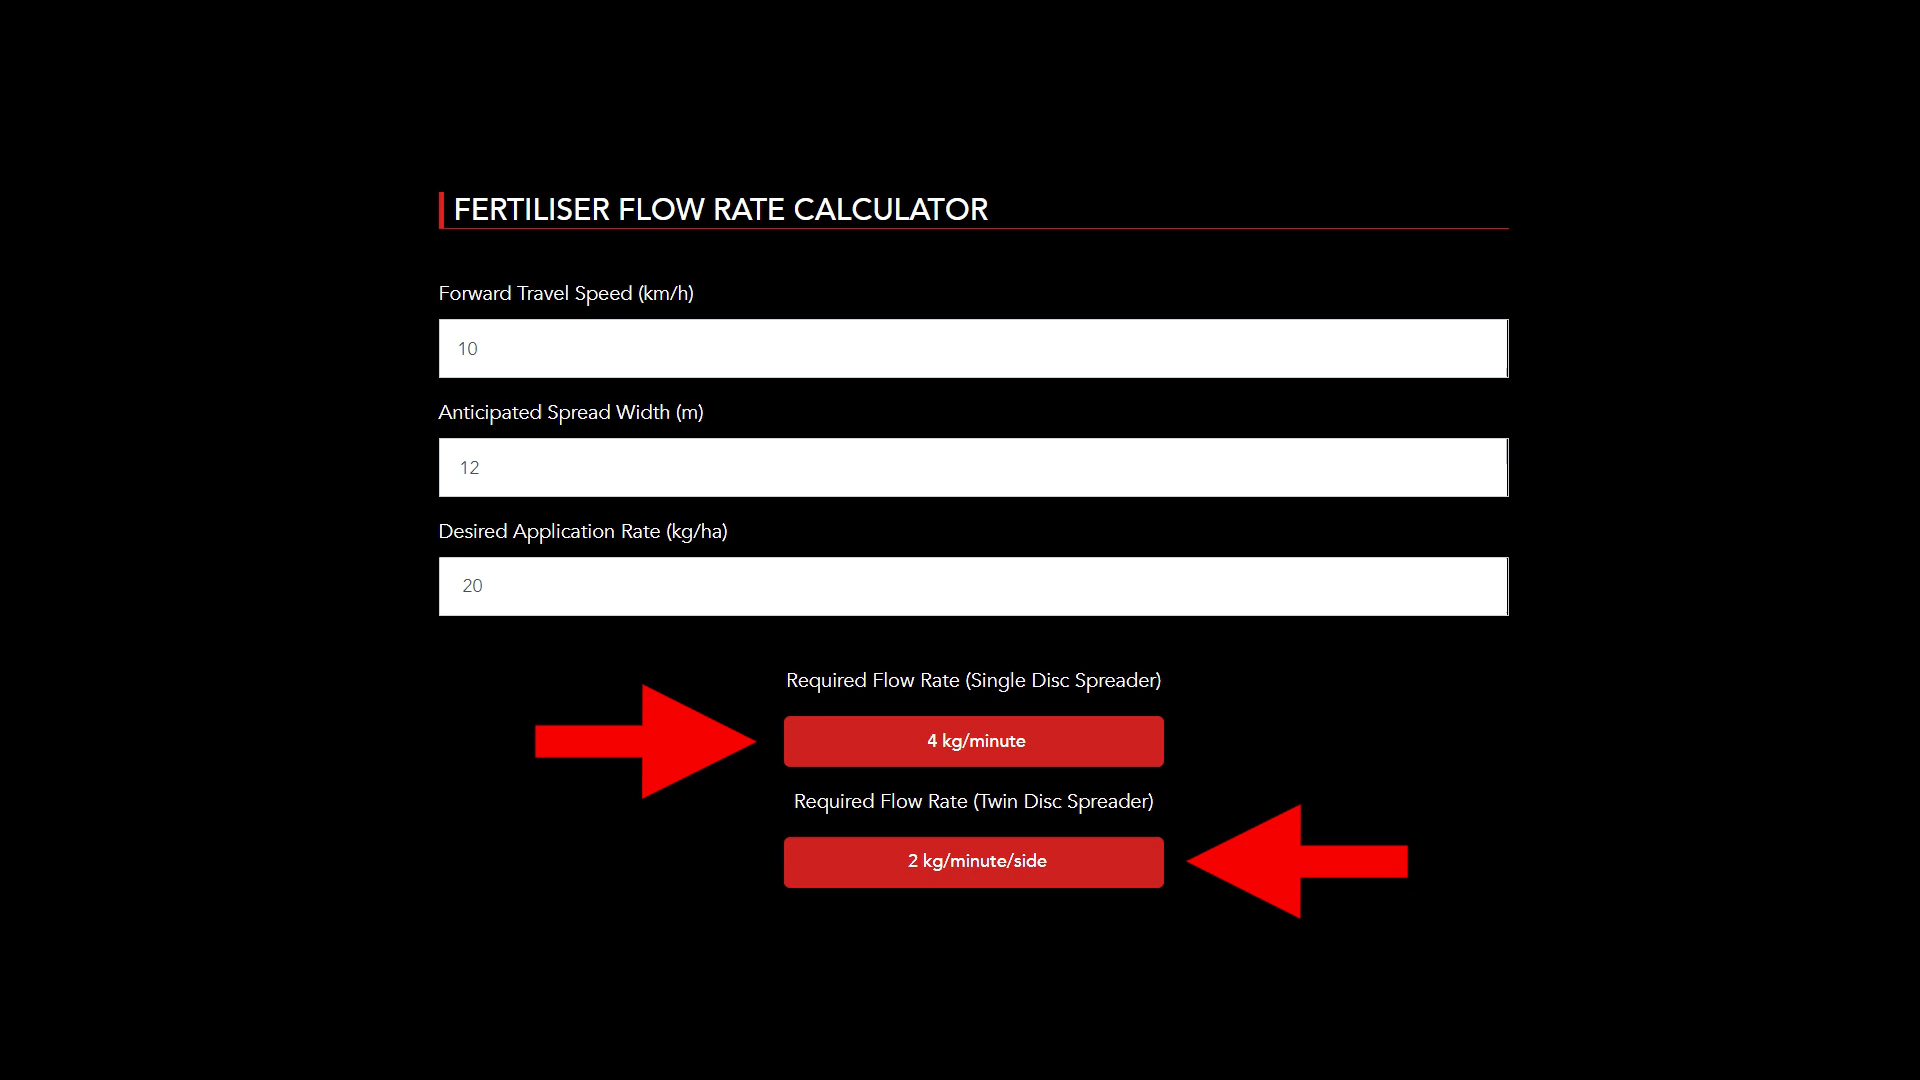 FERTILISER FLOW RATE CALCULATOR
Forward Travel Speed (km/h)
10
Anticipated Spread Width (m)
12
Desired Application Rate (kg/ha)
20
Required Flow Rate (Single Disc Spreader)
4 kg/minute
Required Flow Rate (Twin Disc Spreader)
2 kg/minute/side